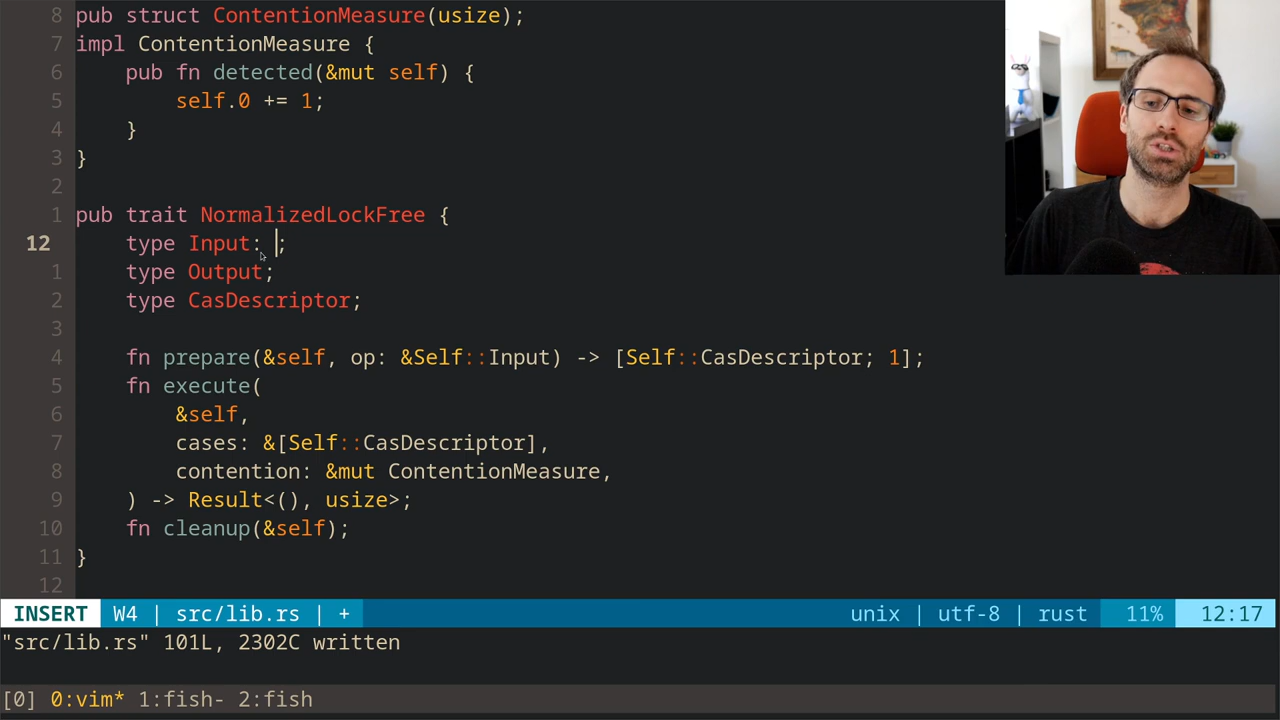 8 pub struct ContentionMeasure(usize);
7 impl ContentionMeasure {
6 pub fn detected(&mut self) {
5 self.0 += 1;
4 }
3 }
2
1 pub trait NormalizedLockFree {
12 type Input: ;
1 type Output;
2 type CasDescriptor;
3
4 fn prepare(&self, op: &Self::Input) -> [Self::CasDescriptor; 1];
5 fn execute(
6 &self,
7 cases: &[Self::CasDescriptor],
8 contention: &mut ContentionMeasure,
9 ) -> Result<(), usize>;
10 fn cleanup(&self);
11 }
12
INSERT W4 | src/lib.rs | + unix | utf-8 | rust 11% 12:17
"src/lib.rs" 101L, 2302C written
[0] 0:vim* 1:fish- 2:fish